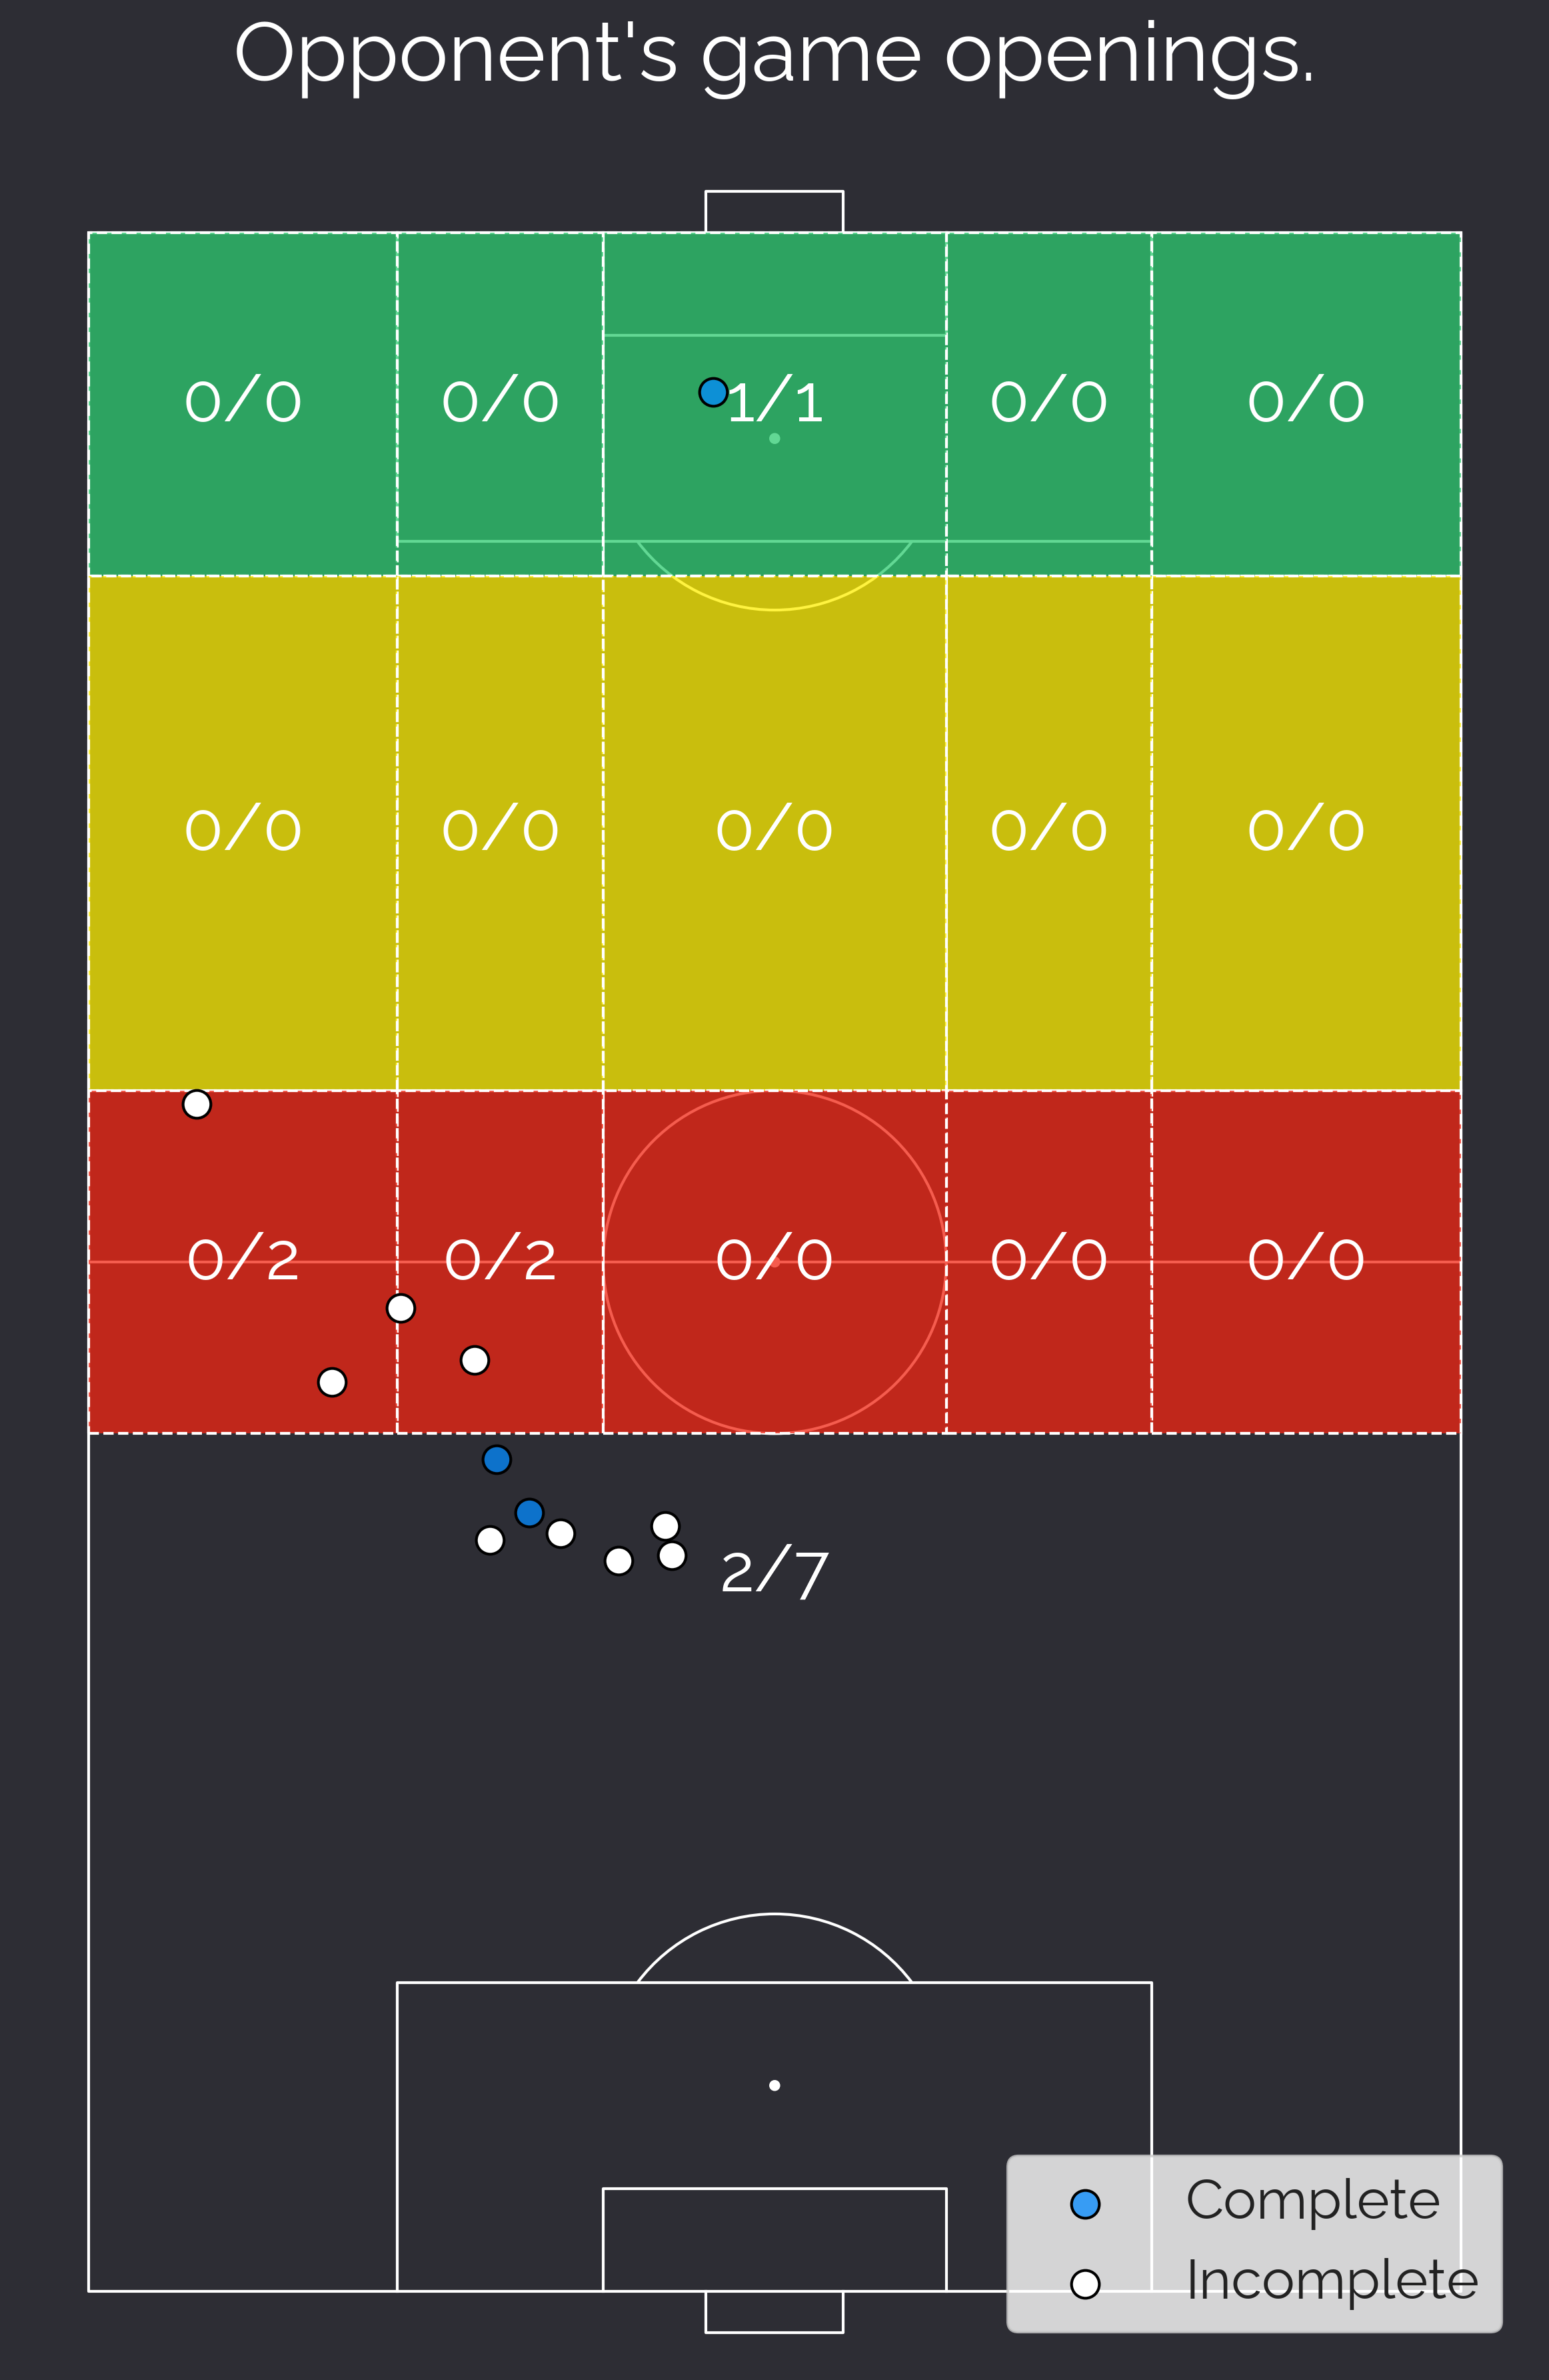 Opponent's game openings.
0/0 0/0 1/1 0/0 0/0
0/0 0/0 0/0 0/0 0/0
0/2 0/2 0/0 0/0 0/0
2/7
Complete
Incomplete